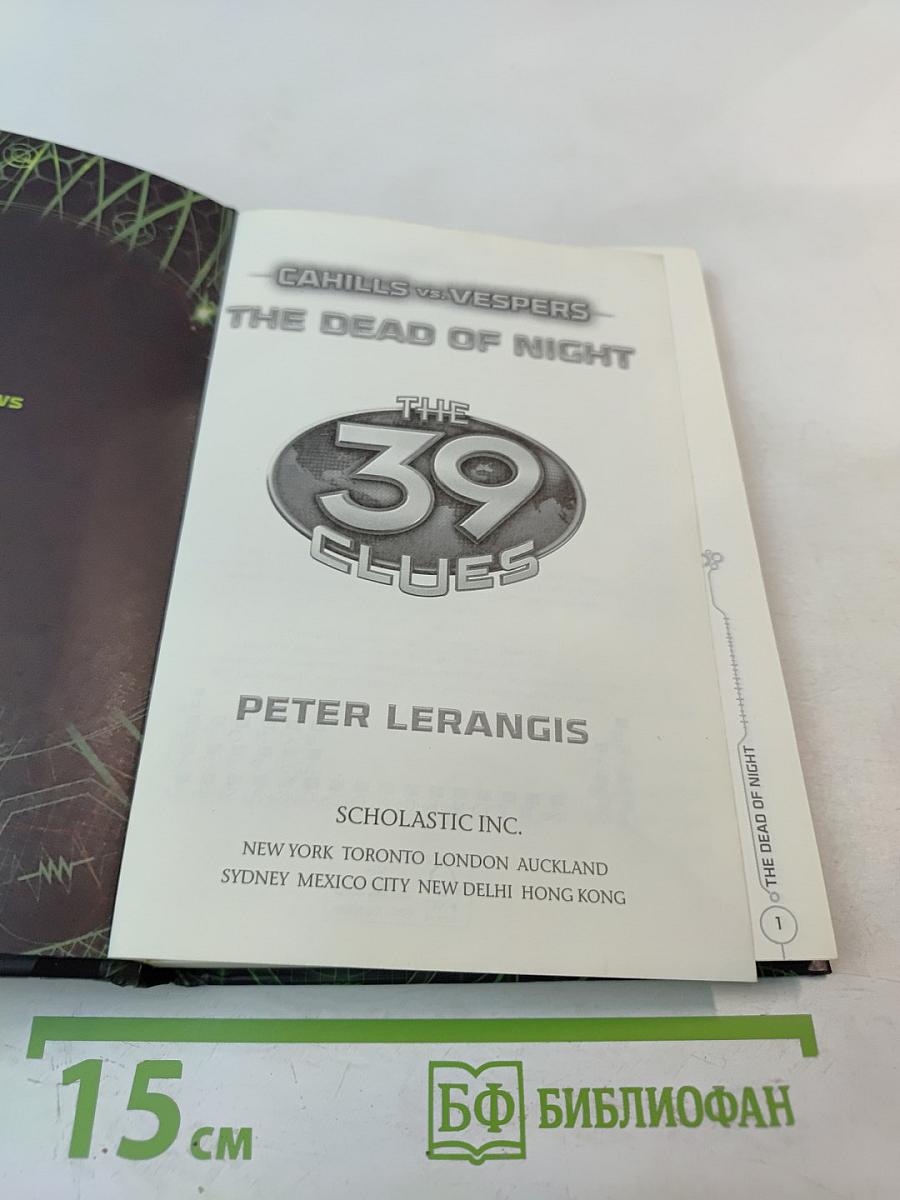 CAHILLS VS. VESPERS
THE DEAD OF NIGHT
THE
39
CLUES
PETER LERANGIS
SCHOLASTIC INC.
NEW YORK TORONTO LONDON AUCKLAND
SYDNEY MEXICO CITY NEW DELHI HONG KONG
THE DEAD OF NIGHT
1
15 см
БФ БИБЛИОФАН